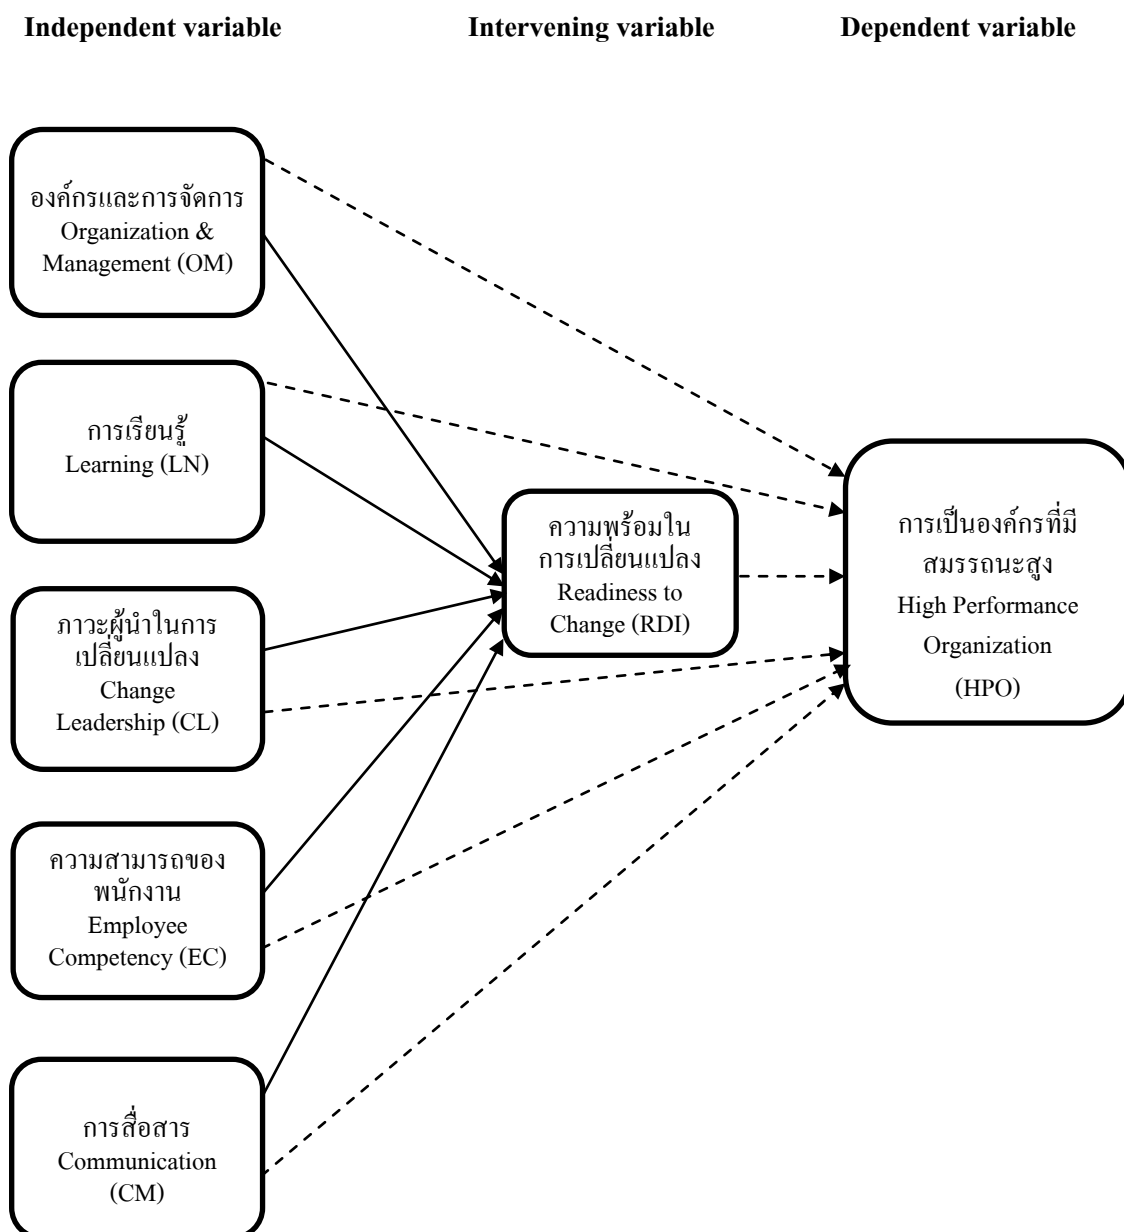 Independent variable
Intervening variable
Dependent variable
องค์กรและการจัดการ
Organization &
Management (OM)
การเรียนรู้
Learning (LN)
ภาวะผู้นำในการ
เปลี่ยนแปลง
Change
Leadership (CL)
ความสามารถของ
พนักงาน
Employee
Competency (EC)
การสื่อสาร
Communication
(CM)
ความพร้อมใน
การเปลี่ยนแปลง
Readiness to
Change (RDI)
การเป็นองค์กรที่มี
สมรรถนะสูง
High Performance
Organization
(HPO)